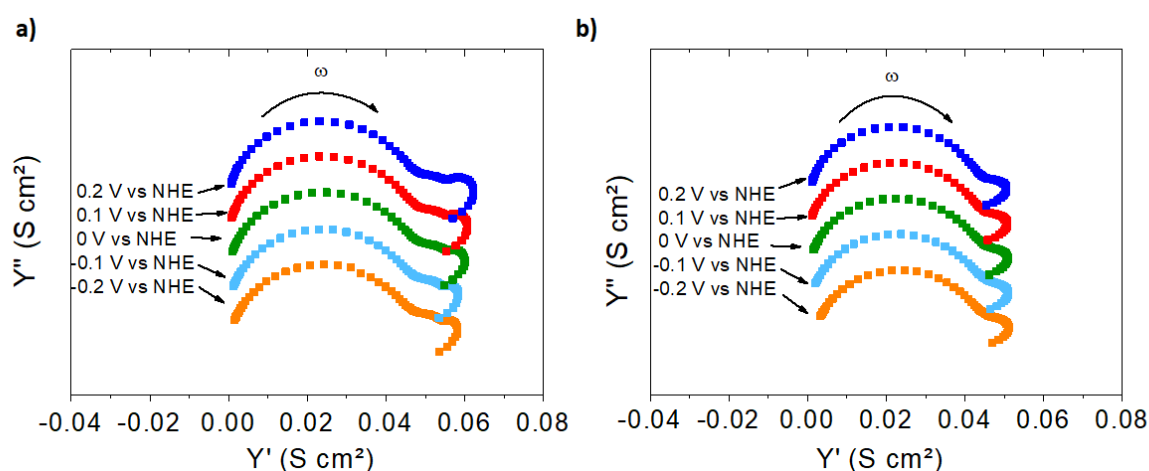 a)
ω
Y" (S cm²)
0.2 V vs NHE
0.1 V vs NHE
0 V vs NHE
-0.1 V vs NHE
-0.2 V vs NHE
-0.04 -0.02 0.00 0.02 0.04 0.06 0.08
Y' (S cm²)
b)
ω
Y" (S cm²)
0.2 V vs NHE
0.1 V vs NHE
0 V vs NHE
-0.1 V vs NHE
-0.2 V vs NHE
-0.04 -0.02 0.00 0.02 0.04 0.06 0.08
Y' (S cm²)